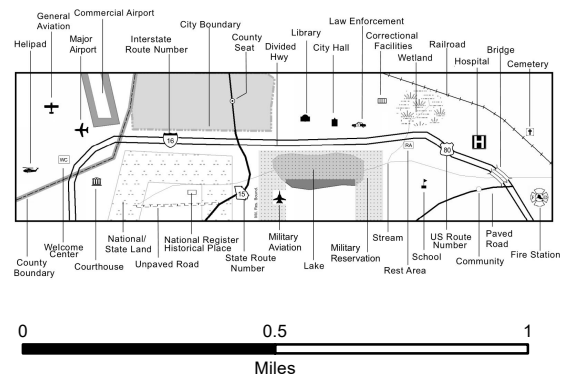 General
Aviation
Commercial Airport
Helipad
Major
Airport
Interstate
Route Number
City Boundary
County
Seat
Divided
Hwy
Library
City Hall
Law Enforcement
Correctional
Facilities
Wetland
Railroad
Hospital
Bridge
Cemetery
16
WC
RA
80
H
15
County
Boundary
Welcome
Center
Courthouse
National/
State Land
Unpaved Road
National Register
Historical Place
State Route
Number
Military
Aviation
Lake
Military
Reservation
Stream
Rest Area
School
US Route
Number
Community
Paved
Road
Fire Station
0
0.5
1
Miles